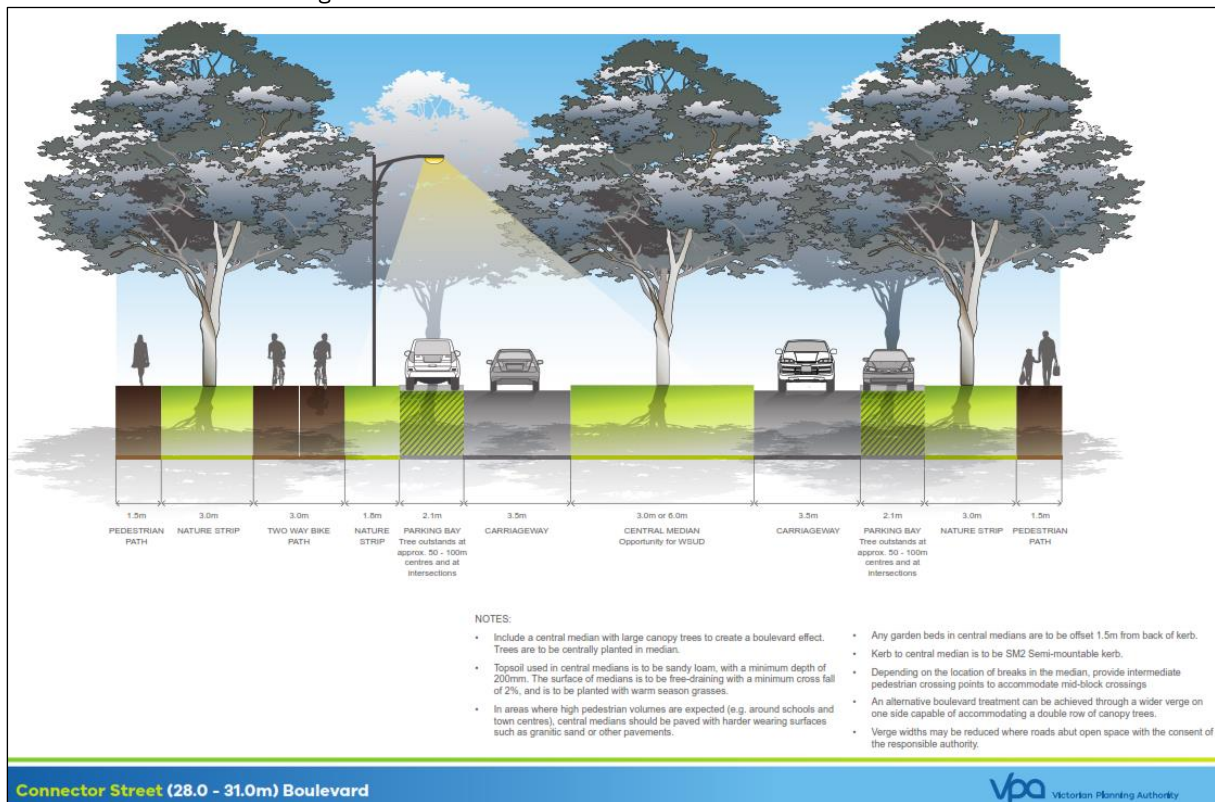 1.5m
PEDESTRIAN
PATH
3.0m
NATURE STRIP
3.0m
TWO WAY BIKE
PATH
1.8m
NATURE
STRIP
2.1m
PARKING BAY
Tree outstands at
approx. 50 - 100m
centres and at
intersections
3.5m
CARRIAGEWAY
3.0m or 6.0m
CENTRAL MEDIAN
Opportunity for WSUD
3.5m
CARRIAGEWAY
2.1m
PARKING BAY
Tree outstands at
approx. 50 - 100m
centres and at
intersections
3.0m
NATURE STRIP
1.5m
PEDESTRIAN
PATH
NOTES:
• Include a central median with large canopy trees to create a boulevard effect.
Trees are to be centrally planted in median.
• Topsoil used in central medians is to be sandy loam, with a minimum depth of
200mm. The surface of medians is to be free-draining with a minimum cross fall
of 2%, and is to be planted with warm season grasses.
• In areas where high pedestrian volumes are expected (e.g. around schools and
town centres), central medians should be paved with harder wearing surfaces
such as granitic sand or other pavements.
• Any garden beds in central medians are to be offset 1.5m from back of kerb.
• Kerb to central median is to be SM2 Semi-mountable kerb.
• Depending on the location of breaks in the median, provide intermediate
pedestrian crossing points to accommodate mid-block crossings
• An alternative boulevard treatment can be achieved through a wider verge on
one side capable of accommodating a double row of canopy trees.
• Verge widths may be reduced where roads abut open space with the consent of
the responsible authority.
Connector Street (28.0 - 31.0m) Boulevard
vpa Victorian Planning Authority